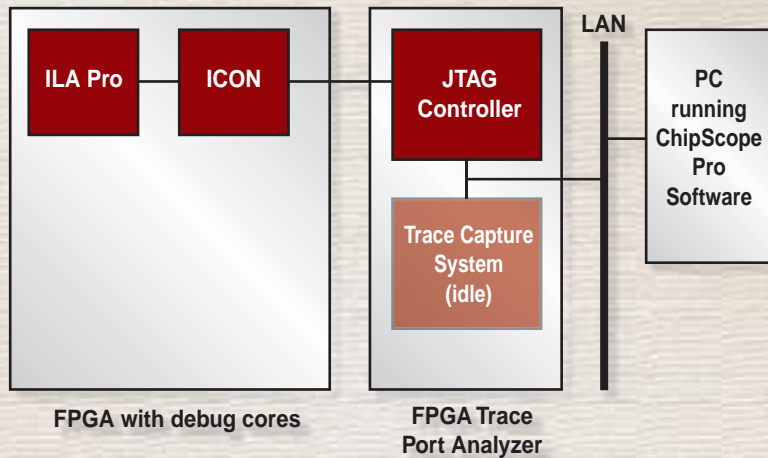 ILA Pro
ICON
JTAG
Controller
LAN
PC
running
ChipScope
Pro
Software
Trace Capture
System
(idle)
FPGA with debug cores
FPGA Trace
Port Analyzer